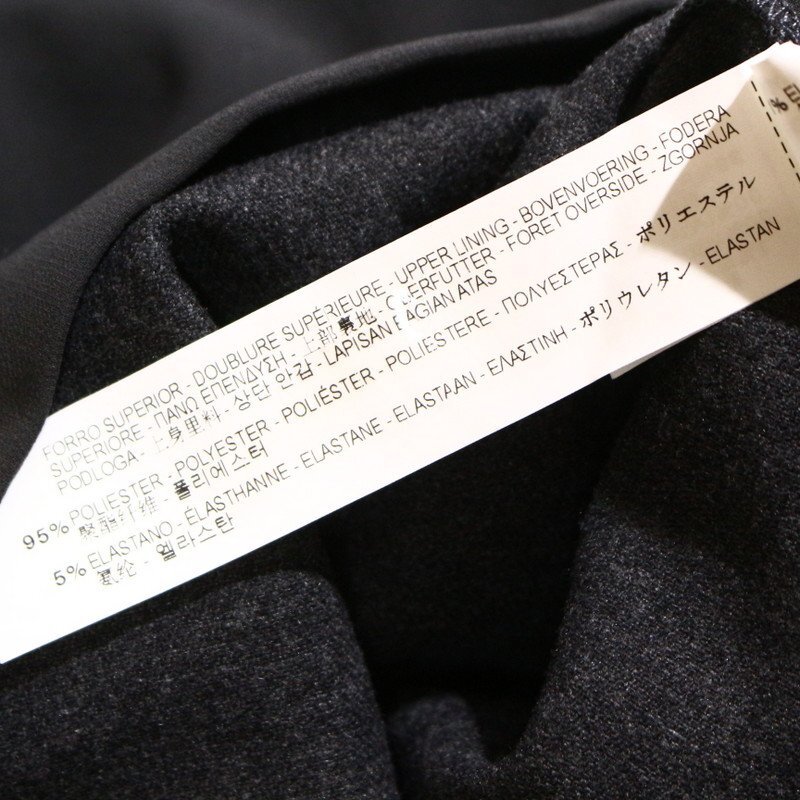 FORRO SUPERIOR - DOUBLURE SUPÉRIEURE - UPPER LINING - BOVENVOERING - FODERA
SUPERIORE - ΠΑΝΩ ΕΠΕΝΔΥΣΗ - 上部裏地 - OBERFUTTER - FORET OVERSIDE - ZGORNJA
PODLOGA - 上身里料 - 상단 안감 - LAPISAN BAGIAN ATAS
95% POLIESTER - POLYESTER - POLIÉSTER - POLIESTERE - ΠΟΛΥΕΣΤΕΡΑΣ - ポリエステル
聚酯纤维 - 폴리에스터
5% ELASTANO - ÉLASTHANNE - ELASTANE - ELASTAAN - ΕΛΑΣΤΙΝΗ - ポリウレタン - ELASTAN
氨纶 - 엘라스탄
% EL